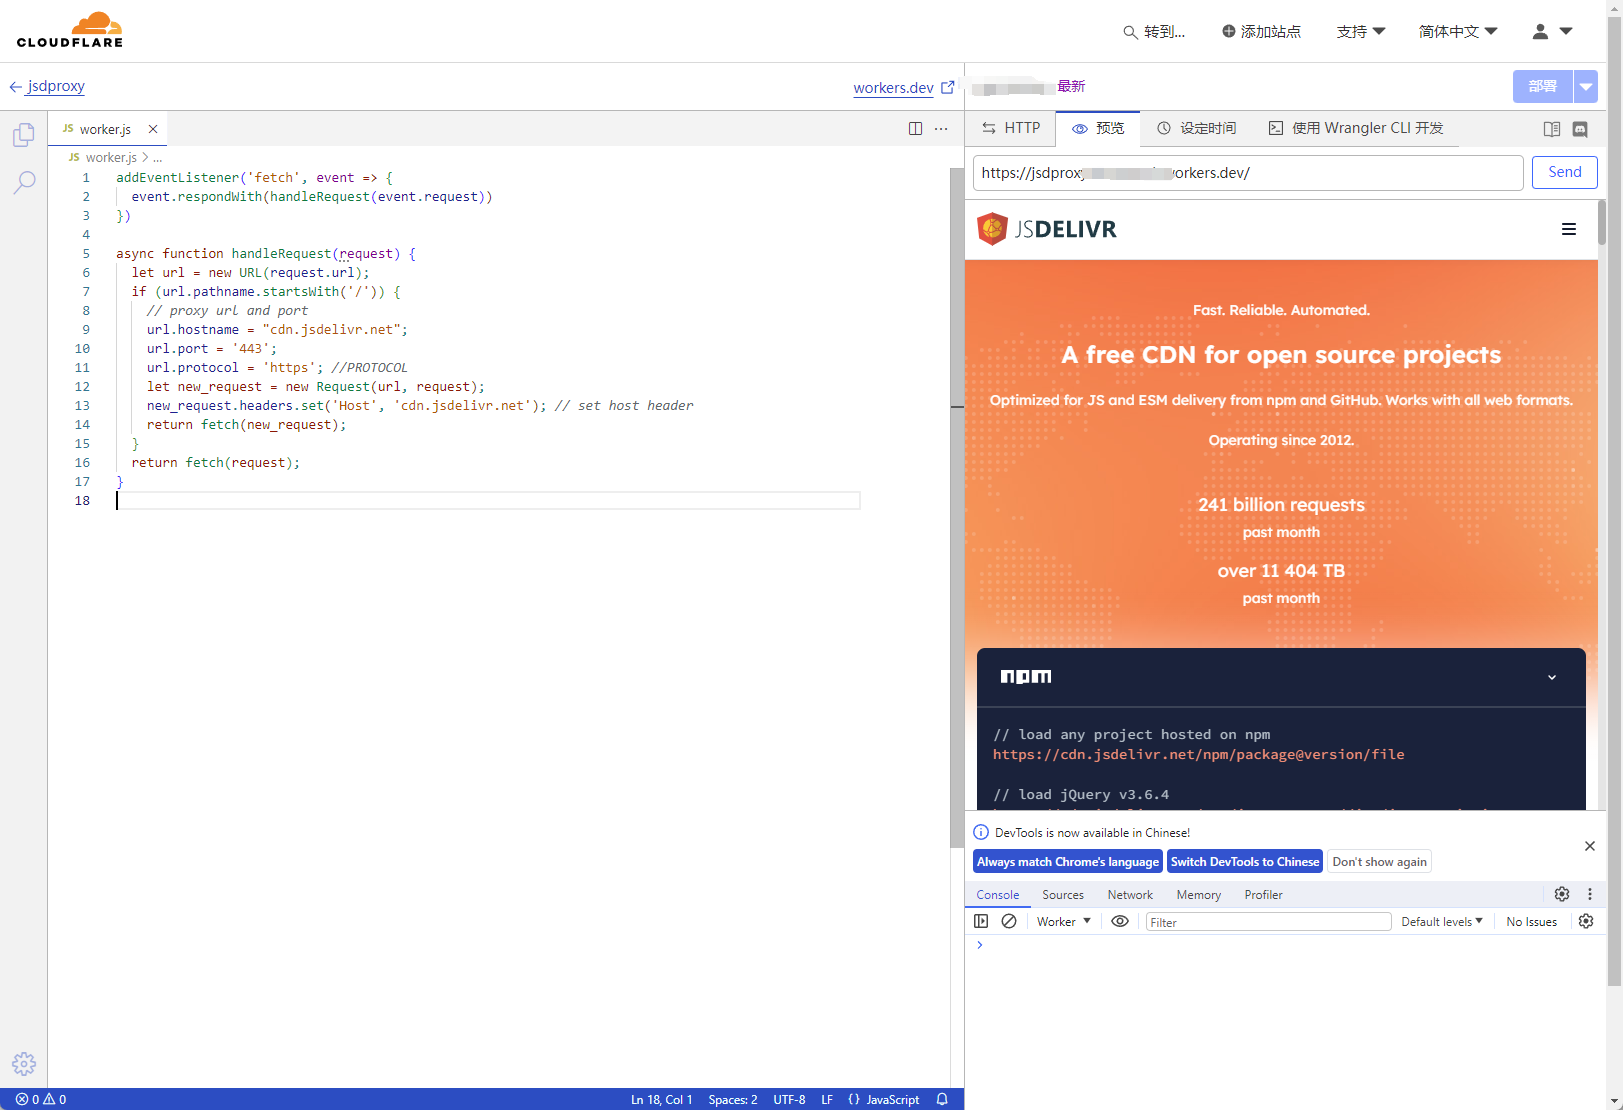 CLOUDFLARE
转到...
添加站点
支持
简体中文
jsdproxy
workers.dev
最新
部署
JS worker.js
HTTP
预览
设定时间
使用 Wrangler CLI 开发
JS worker.js > ...
https://jsdproxy workers.dev/
Send
1 addEventListener('fetch', event => {
2 event.respondWith(handleRequest(event.request))
3 })
4
5 async function handleRequest(request) {
6 let url = new URL(request.url);
7 if (url.pathname.startsWith('/')) {
8 // proxy url and port
9 url.hostname = "cdn.jsdelivr.net";
10 url.port = '443';
11 url.protocol = 'https'; //PROTOCOL
12 let new_request = new Request(url, request);
13 new_request.headers.set('Host', 'cdn.jsdelivr.net'); // set host header
14 return fetch(new_request);
15 }
16 return fetch(request);
17 }
18
JSDELIVR
Fast. Reliable. Automated.
A free CDN for open source projects
Optimized for JS and ESM delivery from npm and GitHub. Works with all web formats.
Operating since 2012.
241 billion requests
past month
over 11 404 TB
past month
npm
// load any project hosted on npm
https://cdn.jsdelivr.net/npm/package@version/file
// load jQuery v3.6.4
DevTools is now available in Chinese!
Always match Chrome's language
Switch DevTools to Chinese
Don't show again
Console
Sources
Network
Memory
Profiler
Worker
Filter
Default levels
No Issues
0 0
Ln 18, Col 1
Spaces: 2
UTF-8
LF
{} JavaScript